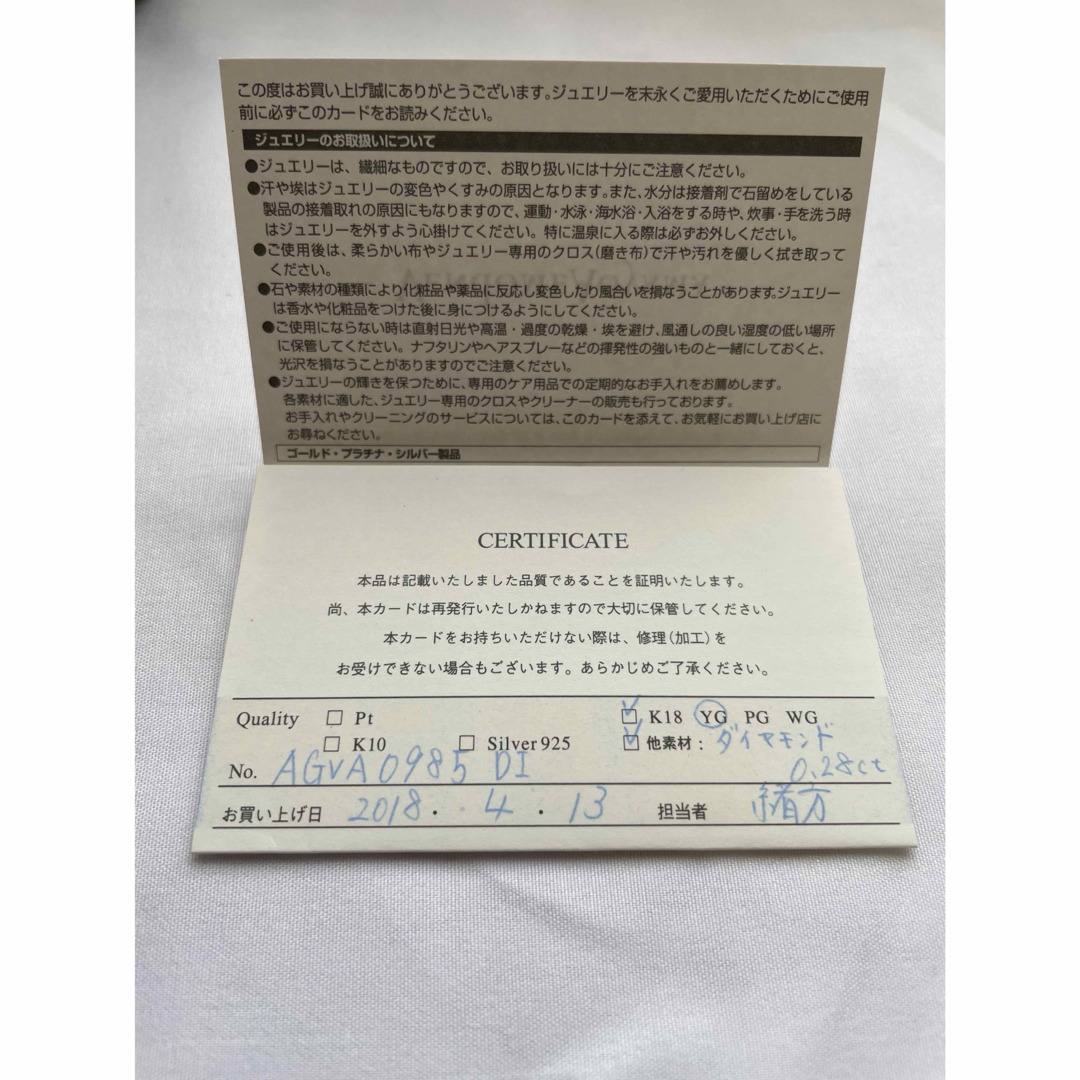 この度はお買い上げ誠にありがとうございます。ジュエリーを末永くご愛用いただくためにご使用
前に必ずこのカードをお読みください。
ジュエリーのお取扱いについて
●ジュエリーは、繊細なものですので、お取り扱いには十分にご注意ください。
●汗や埃はジュエリーの変色やくすみの原因となります。また、水分は接着剤で石留めをしている
製品の接着取れの原因にもなりますので、運動・水泳・海水浴・入浴をする時や、炊事・手を洗う時
はジュエリーを外すよう心掛けてください。特に温泉に入る際は必ずお外しください。
●ご使用後は、柔らかい布やジュエリー専用のクロス(磨き布)で汗や汚れを優しく拭き取って
ください。
●石や素材の種類により化粧品や薬品に反応し変色したり風合いを損なうことがあります。ジュエリー
は香水や化粧品をつけた後に身につけるようにしてください。
●ご使用にならない時は直射日光や高温・過度の乾燥・埃を避け、風通しの良い湿度の低い場所
に保管してください。ナフタリンやヘアスプレーなどの揮発性の強いものと一緒にしておくと、
光沢を損なうことがありますのでご注意ください。
●ジュエリーの輝きを保つために、専用のケア用品での定期的なお手入れをお薦めします。
各素材に適した、ジュエリー専用のクロスやクリーナーの販売も行っております。
お手入れやクリーニングのサービスについては、このカードを添えて、お気軽にお買い上げ店に
お尋ねください。
ゴールド・プラチナ・シルバー製品
CERTIFICATE
本品は記載いたしました品質であることを証明いたします。
尚、本カードは再発行いたしかねますので大切に保管してください。
本カードをお持ちいただけない際は、修理(加工)を
お受けできない場合もございます。あらかじめご了承ください。
Quality □ Pt ☑ K18 YG PG WG
□ K10 □ Silver925 ☑ 他素材: ダイヤモンド
No. AGVA0985 DI 0.28ct
お買い上げ日 2018・4・13 担当者 緒方